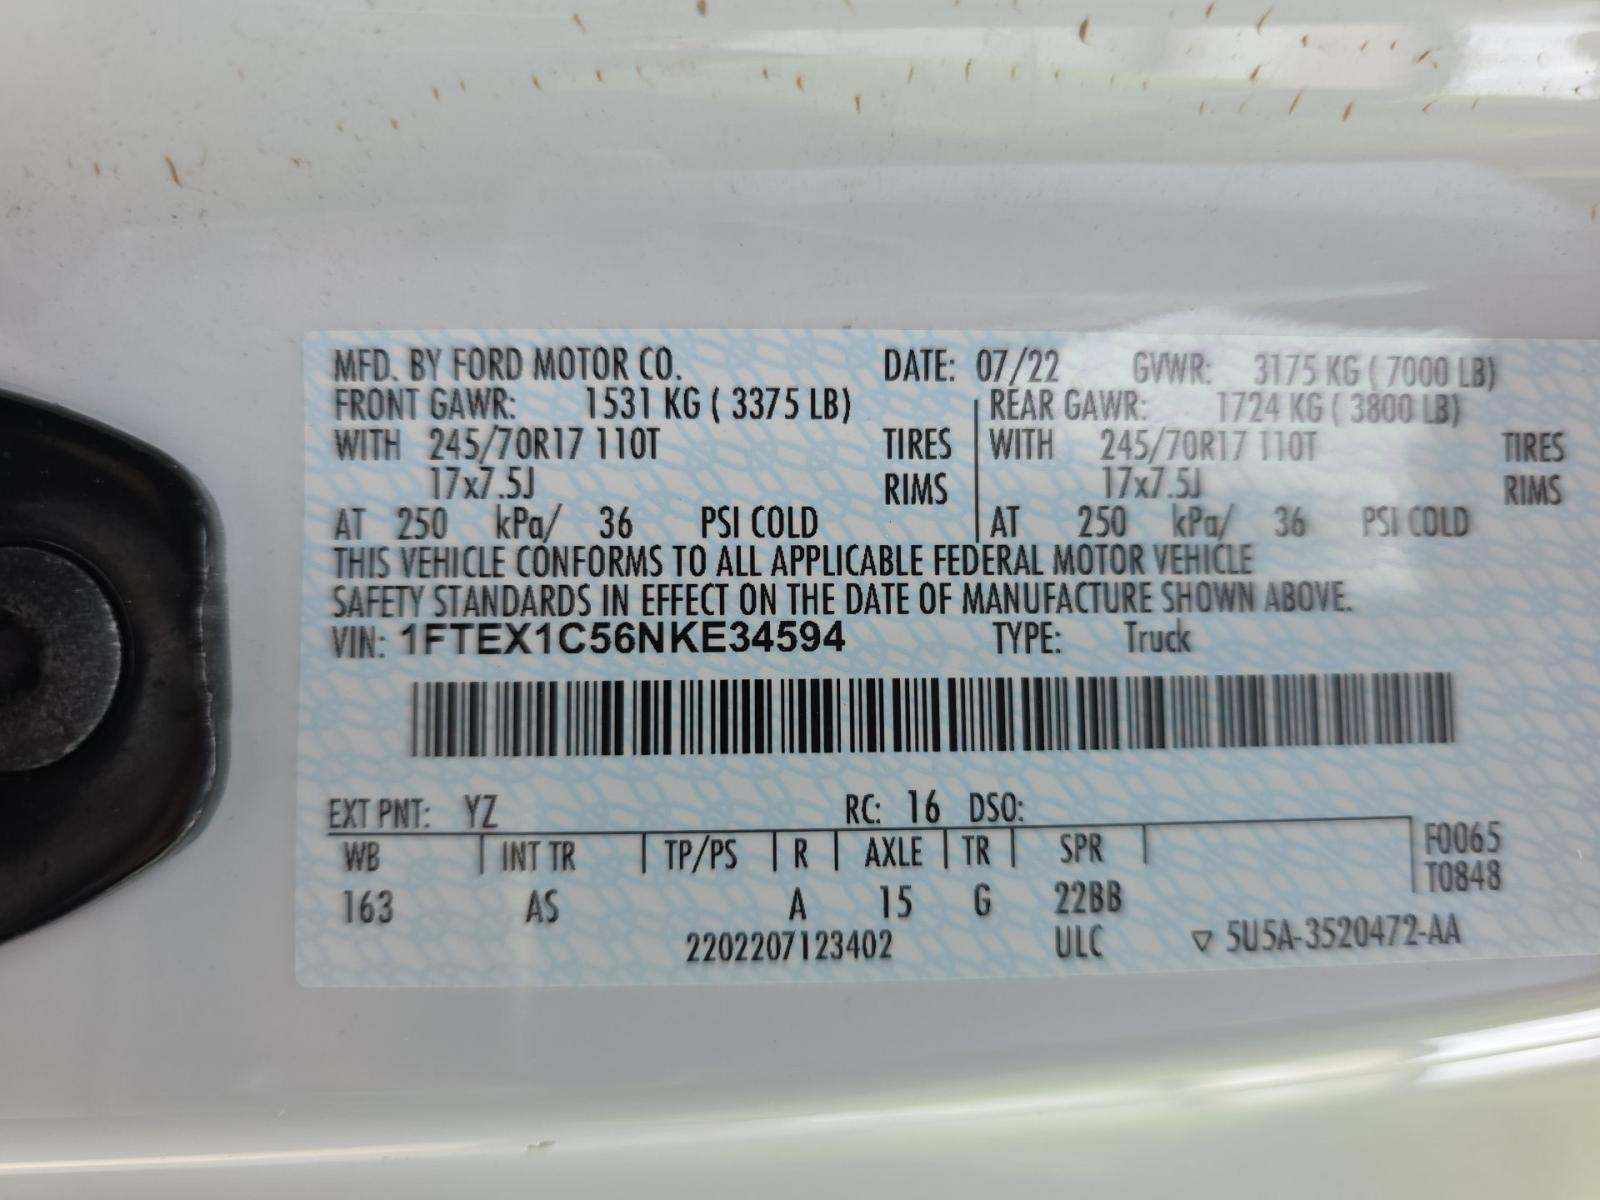 MFD. BY FORD MOTOR CO. DATE: 07/22 GVWR: 3175 KG ( 7000 LB)
FRONT GAWR: 1531 KG ( 3375 LB) REAR GAWR: 1724 KG ( 3800 LB)
WITH 245/70R17 110T TIRES WITH 245/70R17 110T TIRES
17x7.5J RIMS 17x7.5J RIMS
AT 250 kPa/ 36 PSI COLD AT 250 kPa/ 36 PSI COLD
THIS VEHICLE CONFORMS TO ALL APPLICABLE FEDERAL MOTOR VEHICLE
SAFETY STANDARDS IN EFFECT ON THE DATE OF MANUFACTURE SHOWN ABOVE.
VIN: 1FTEX1C56NKE34594 TYPE: Truck
EXT PNT: YZ RC: 16 DSO:
WB INT TR TP/PS R AXLE TR SPR F0065
T0848
163 AS A 15 G 22BB
2202207123402 ULC ▽ 5U5A-3520472-AA